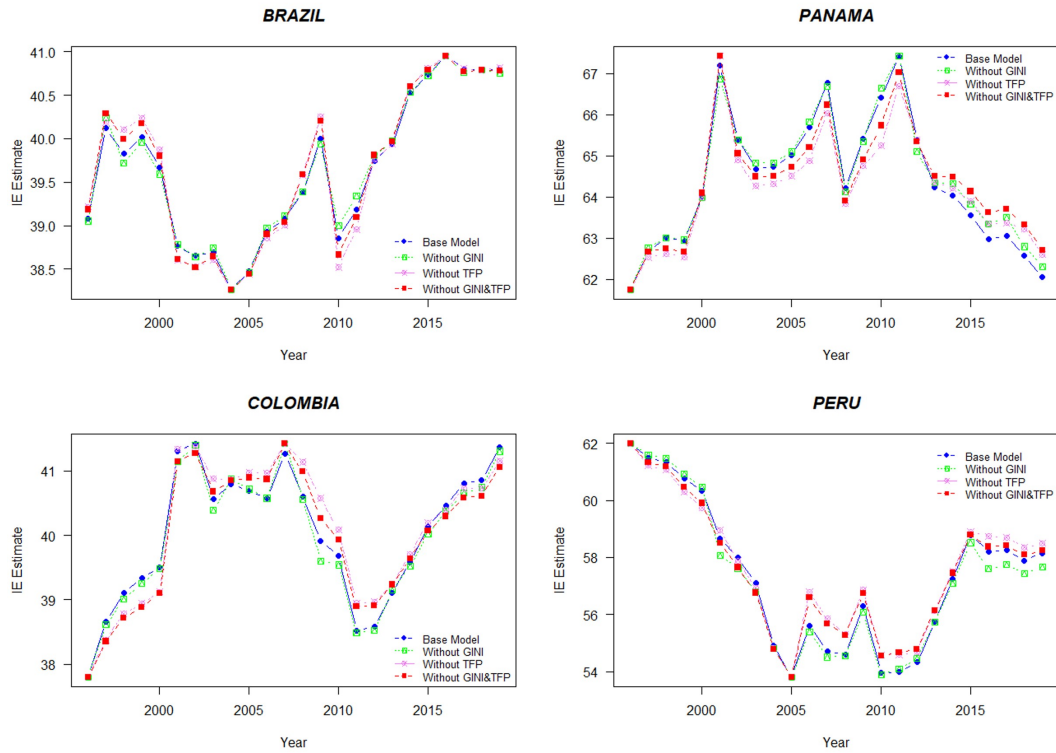 BRAZIL
IE Estimate
41.0
40.5
40.0
39.5
39.0
38.5
Base Model
Without GINI
Without TFP
Without GINI&TFP
2000 2005 2010 2015
Year
PANAMA
IE Estimate
67
66
65
64
63
62
Base Model
Without GINI
Without TFP
Without GINI&TFP
2000 2005 2010 2015
Year
COLOMBIA
IE Estimate
41
40
39
38
Base Model
Without GINI
Without TFP
Without GINI&TFP
2000 2005 2010 2015
Year
PERU
IE Estimate
62
60
58
56
54
Base Model
Without GINI
Without TFP
Without GINI&TFP
2000 2005 2010 2015
Year